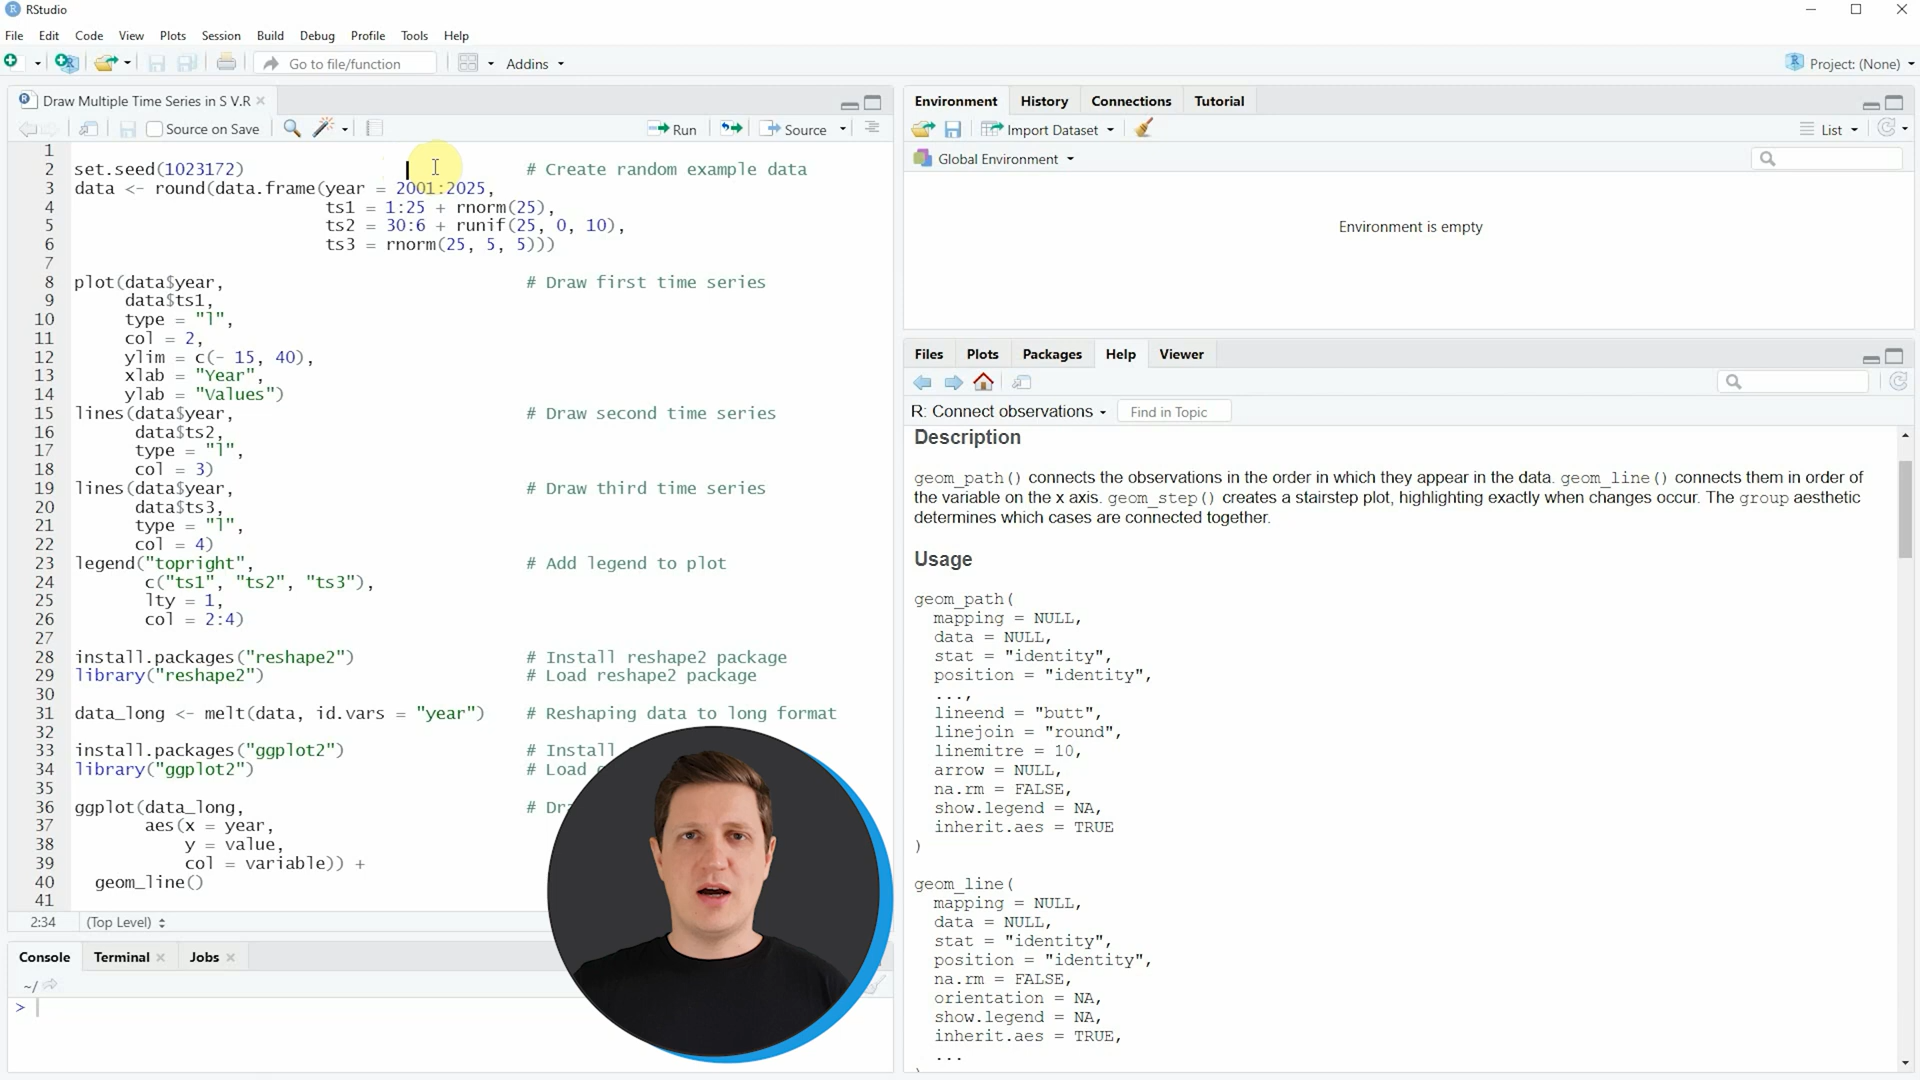 RStudio
File Edit Code View Plots Session Build Debug Profile Tools Help
Go to file/function Addins Project: (None)
Draw Multiple Time Series in S V.R
Source on Save Run Source
1
2 set.seed(1023172) # Create random example data
3 data <- round(data.frame(year = 2001:2025,
4 ts1 = 1:25 + rnorm(25),
5 ts2 = 30:6 + runif(25, 0, 10),
6 ts3 = rnorm(25, 5, 5)))
7
8 plot(data$year, # Draw first time series
9 data$ts1,
10 type = "l",
11 col = 2,
12 ylim = c(- 15, 40),
13 xlab = "Year",
14 ylab = "Values")
15 lines(data$year, # Draw second time series
16 data$ts2,
17 type = "l",
18 col = 3)
19 lines(data$year, # Draw third time series
20 data$ts3,
21 type = "l",
22 col = 4)
23 legend("topright", # Add legend to plot
24 c("ts1", "ts2", "ts3"),
25 lty = 1,
26 col = 2:4)
27
28 install.packages("reshape2") # Install reshape2 package
29 library("reshape2") # Load reshape2 package
30
31 data_long <- melt(data, id.vars = "year") # Reshaping data to long format
32
33 install.packages("ggplot2") # Install
34 library("ggplot2") # Load
35
36 ggplot(data_long, #
37 aes(x = year,
38 y = value,
39 col = variable)) +
40 geom_line()
41
2:34 (Top Level)
Console Terminal Jobs
~/
>
Environment History Connections Tutorial
Import Dataset List
Global Environment
Environment is empty
Files Plots Packages Help Viewer
R: Connect observations Find in Topic
Description
geom_path() connects the observations in the order in which they appear in the data. geom_line() connects them in order of
the variable on the x axis. geom_step() creates a stairstep plot, highlighting exactly when changes occur. The group aesthetic
determines which cases are connected together.
Usage
geom_path(
mapping = NULL,
data = NULL,
stat = "identity",
position = "identity",
...,
lineend = "butt",
linejoin = "round",
linemitre = 10,
arrow = NULL,
na.rm = FALSE,
show.legend = NA,
inherit.aes = TRUE
)
geom_line(
mapping = NULL,
data = NULL,
stat = "identity",
position = "identity",
na.rm = FALSE,
orientation = NA,
show.legend = NA,
inherit.aes = TRUE,
...